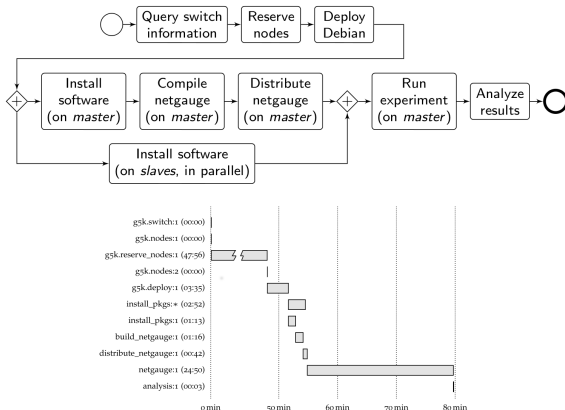 Query switch
information
Reserve
nodes
Deploy
Debian
Install
software
(on master)
Compile
netgauge
(on master)
Distribute
netgauge
(on master)
Run
experiment
(on master)
Analyze
results
Install software
(on slaves, in parallel)
g5k.switch:1 (00:00)
g5k.nodes:1 (00:00)
g5k.reserve_nodes:1 (47:56)
g5k.nodes:2 (00:00)
g5k.deploy:1 (03:35)
install_pkgs:* (02:52)
install_pkgs:1 (01:13)
build_netgauge:1 (01:16)
distribute_netgauge:1 (00:42)
netgauge:1 (24:50)
analysis:1 (00:03)
0 min 50 min 60 min 70 min 80 min